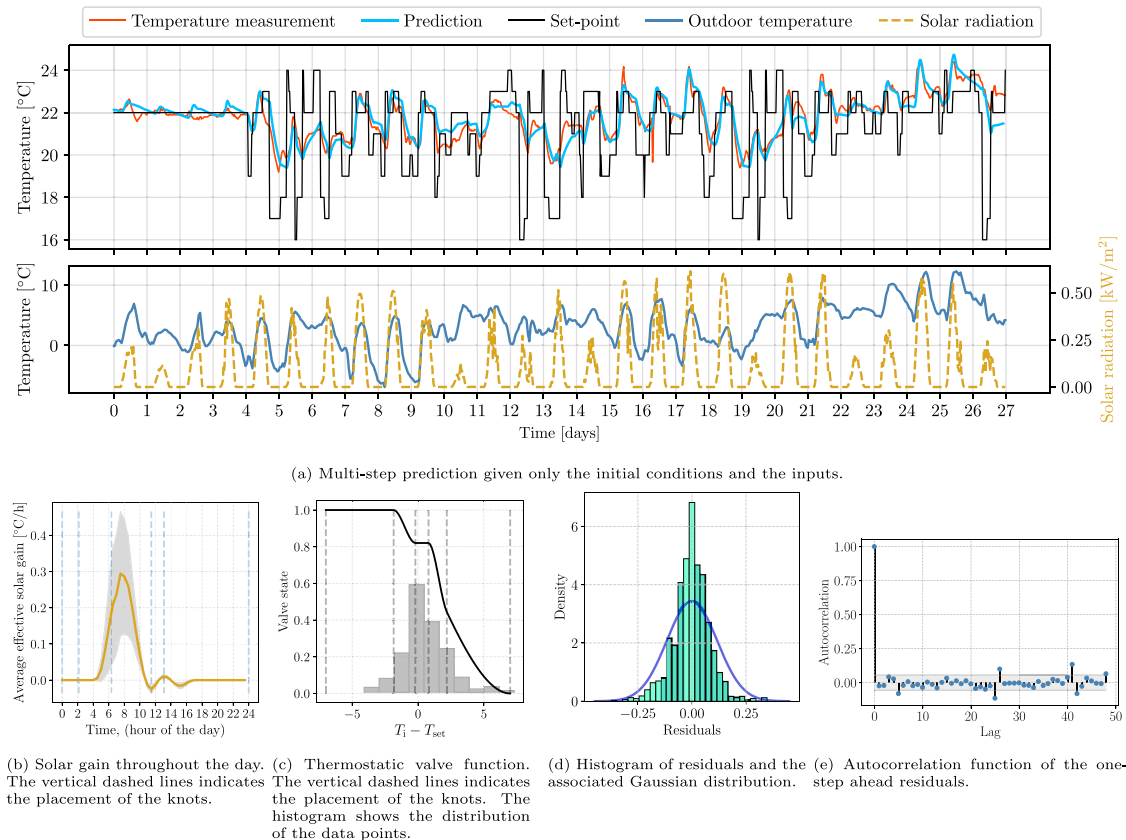 Temperature measurement Prediction Set-point Outdoor temperature Solar radiation
Temperature [°C]
24
22
20
18
16
Temperature [°C]
10
0
Solar radiation [kW/m²]
0.50
0.25
0.00
0 1 2 3 4 5 6 7 8 9 10 11 12 13 14 15 16 17 18 19 20 21 22 23 24 25 26 27
Time [days]
(a) Multi-step prediction given only the initial conditions and the inputs.
Average effective solar gain [°C/h]
0.4
0.3
0.2
0.1
0.0
0 2 4 6 8 10 12 14 16 18 20 22 24
Time, (hour of the day)
(b) Solar gain throughout the day.
The vertical dashed lines indicates
the placement of the knots.
Valve state
1.0
0.8
0.6
0.4
0.2
0.0
−5 0 5
Ti − Tset
(c) Thermostatic valve function.
The vertical dashed lines indicates
the placement of the knots. The
histogram shows the distribution
of the data points.
Density
6
4
2
0
−0.25 0.00 0.25
Residuals
(d) Histogram of residuals and the
associated Gaussian distribution.
Autocorrelation
1.00
0.75
0.50
0.25
0.00
0 10 20 30 40 50
Lag
(e) Autocorrelation function of the one-
step ahead residuals.